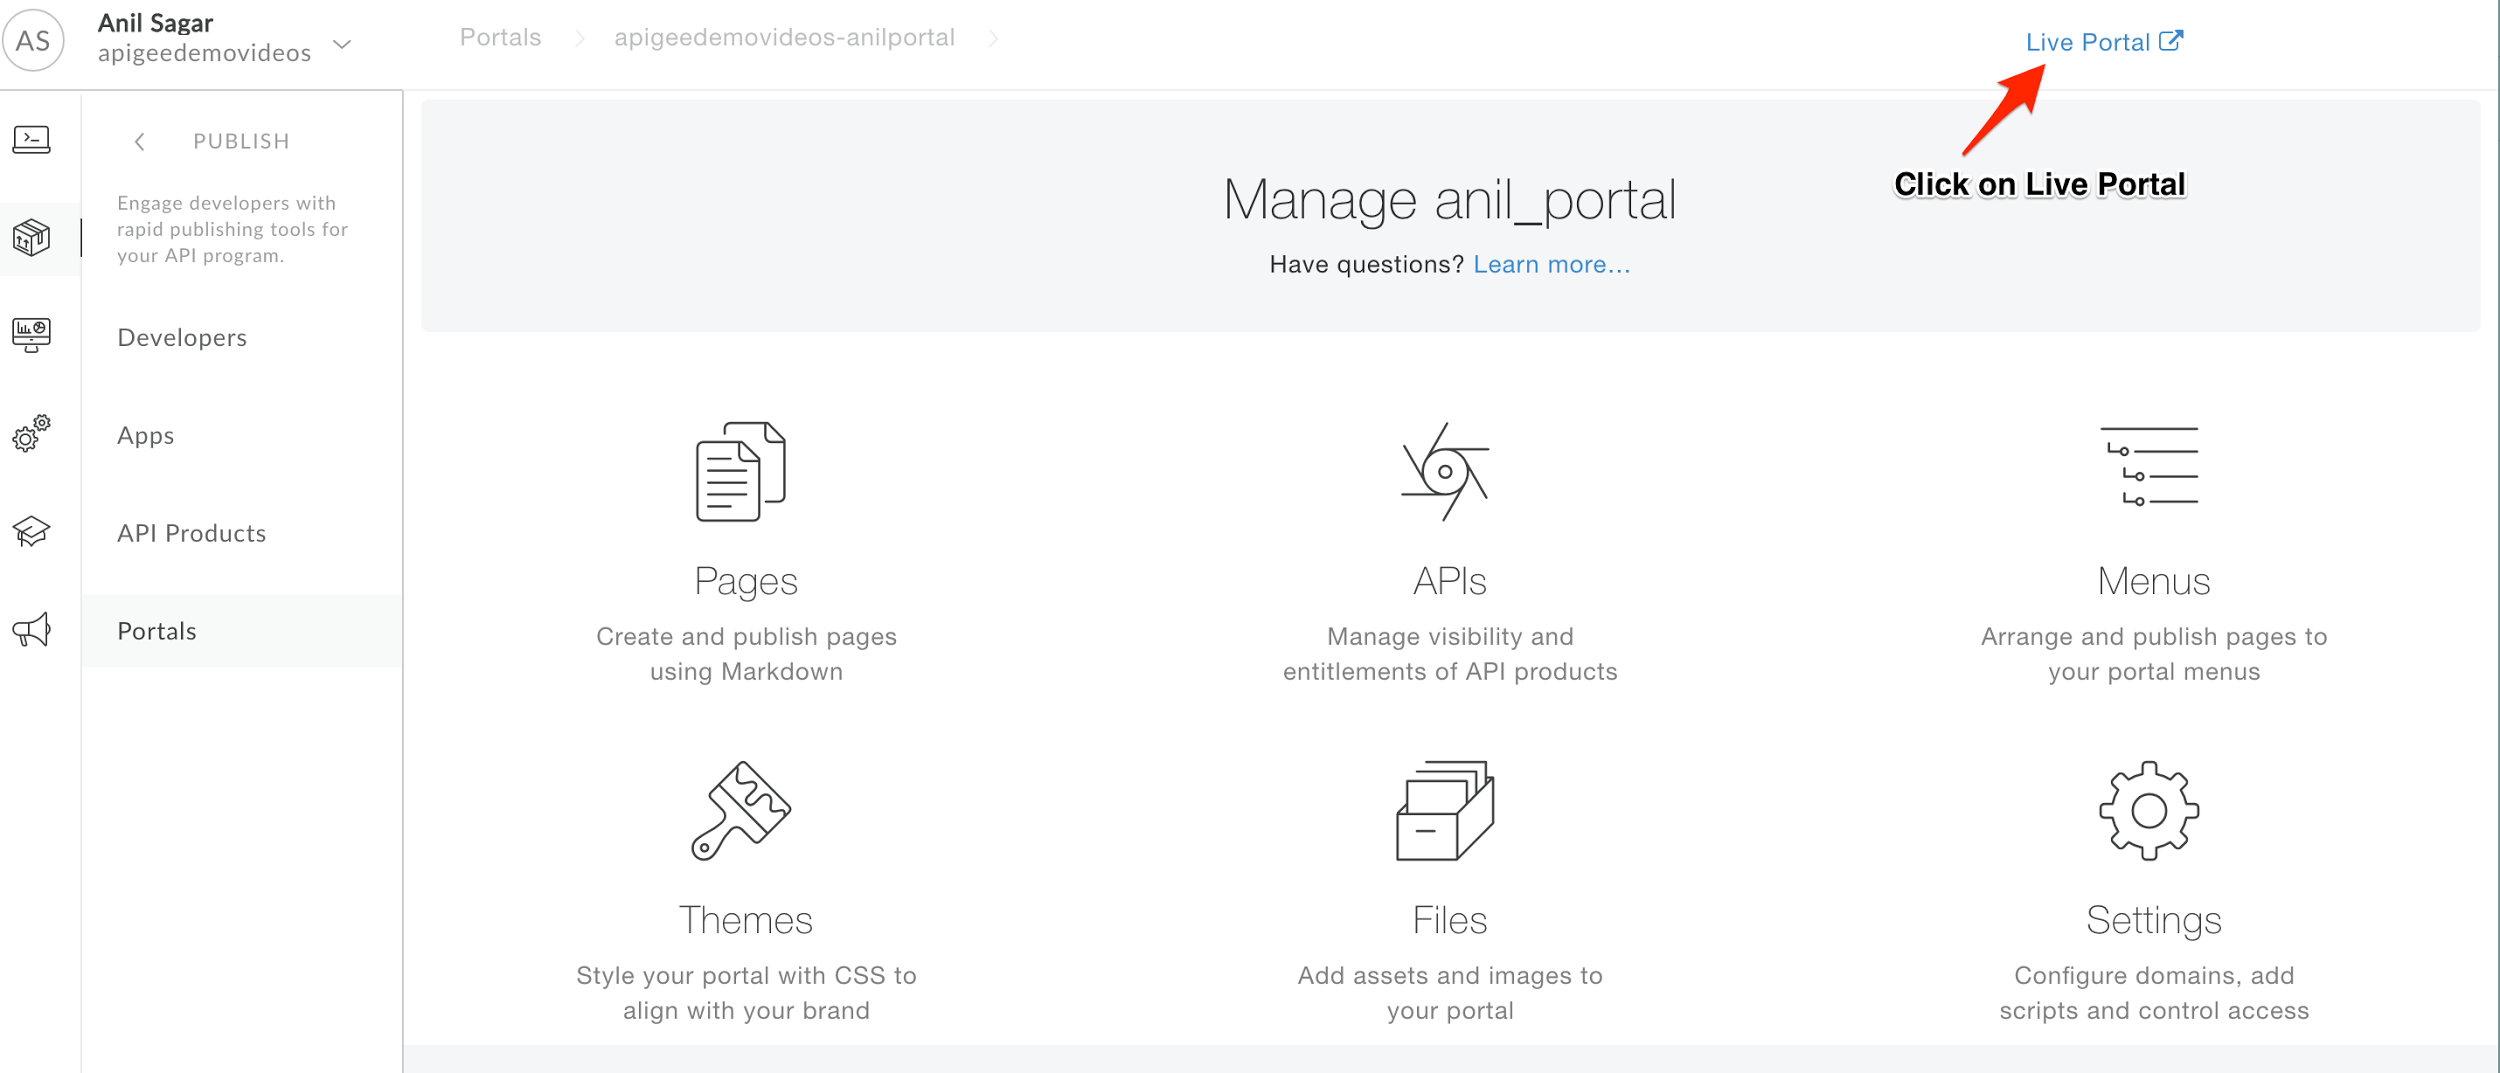 AS
Anil Sagar
apigeedemovideos
Portals
apigeedemovideos-anilportal
Live Portal
Click on Live Portal
PUBLISH
Engage developers with
rapid publishing tools for
your API program.
Developers
Apps
API Products
Portals
Manage anil_portal
Have questions? Learn more...
Pages
Create and publish pages
using Markdown
APIs
Manage visibility and
entitlements of API products
Menus
Arrange and publish pages to
your portal menus
Themes
Style your portal with CSS to
align with your brand
Files
Add assets and images to
your portal
Settings
Configure domains, add
scripts and control access